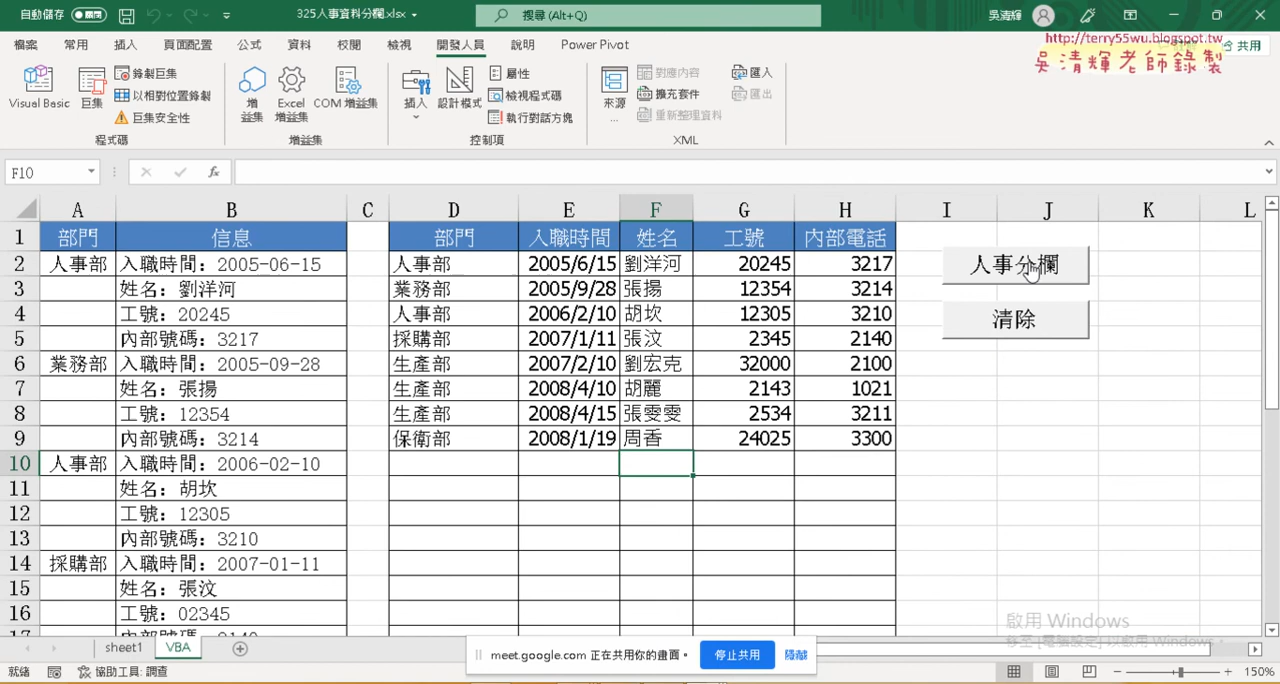 自動儲存 325人事資料分欄.xlsx 搜尋 (Alt+Q) 吳清輝
檔案 常用 插入 頁面配置 公式 資料 校閱 檢視 開發人員 說明 Power Pivot 共用
http://terry55wu.blogspot.tw
吳清輝老師錄製
Visual Basic 巨集 錄製巨集 以相對位置錄製 巨集安全性 增益集 Excel 增益集 COM 增益集 插入 設計模式 屬性 檢視程式碼 執行對話方塊 來源... 對應內容 擴充套件 重新整理資料 匯入 匯出
程式碼 增益集 控制項 XML
F10 fx
A B C D E F G H I J K L
1 部門 信息 部門 入職時間 姓名 工號 內部電話
2 人事部 入職時間：2005-06-15 人事部 2005/6/15 劉洋河 20245 3217 人事分欄
3 姓名：劉洋河 業務部 2005/9/28 張揚 12354 3214
4 工號：20245 人事部 2006/2/10 胡坎 12305 3210 清除
5 內部號碼：3217 採購部 2007/1/11 張汶 2345 2140
6 業務部 入職時間：2005-09-28 生產部 2007/2/10 劉宏克 32000 2100
7 姓名：張揚 生產部 2008/4/10 胡麗 2143 1021
8 工號：12354 生產部 2008/4/15 張雯雯 2534 3211
9 內部號碼：3214 保衛部 2008/1/19 周香 24025 3300
10 人事部 入職時間：2006-02-10
11 姓名：胡坎
12 工號：12305
13 內部號碼：3210
14 採購部 入職時間：2007-01-11
15 姓名：張汶
16 工號：02345
17 內部號碼：2140
啟用 Windows
移至 [電腦設定] 以啟用 Windows。
sheet1 VBA
meet.google.com 正在共用你的畫面。 停止共用 隱藏
就緒 協助工具: 調查 150%